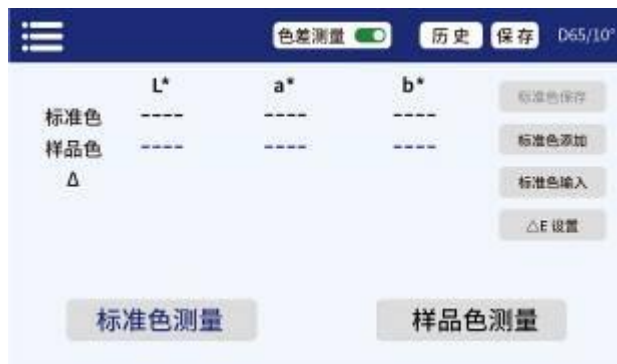 色差测量 历史 保存 D65/10°
L* a* b*
标准色保存
标准色 ---- ---- ----
标准色添加
样品色 ---- ---- ----
标准色输入
Δ
△E 设置
标准色测量 样品色测量